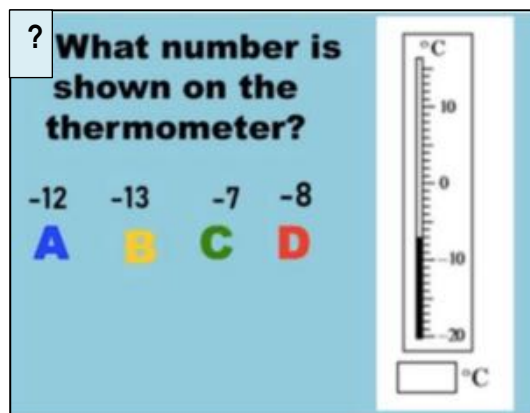 ? What number is
shown on the
thermometer?
-12 -13 -7 -8
A B C D
°C
10
0
-10
-20
°C